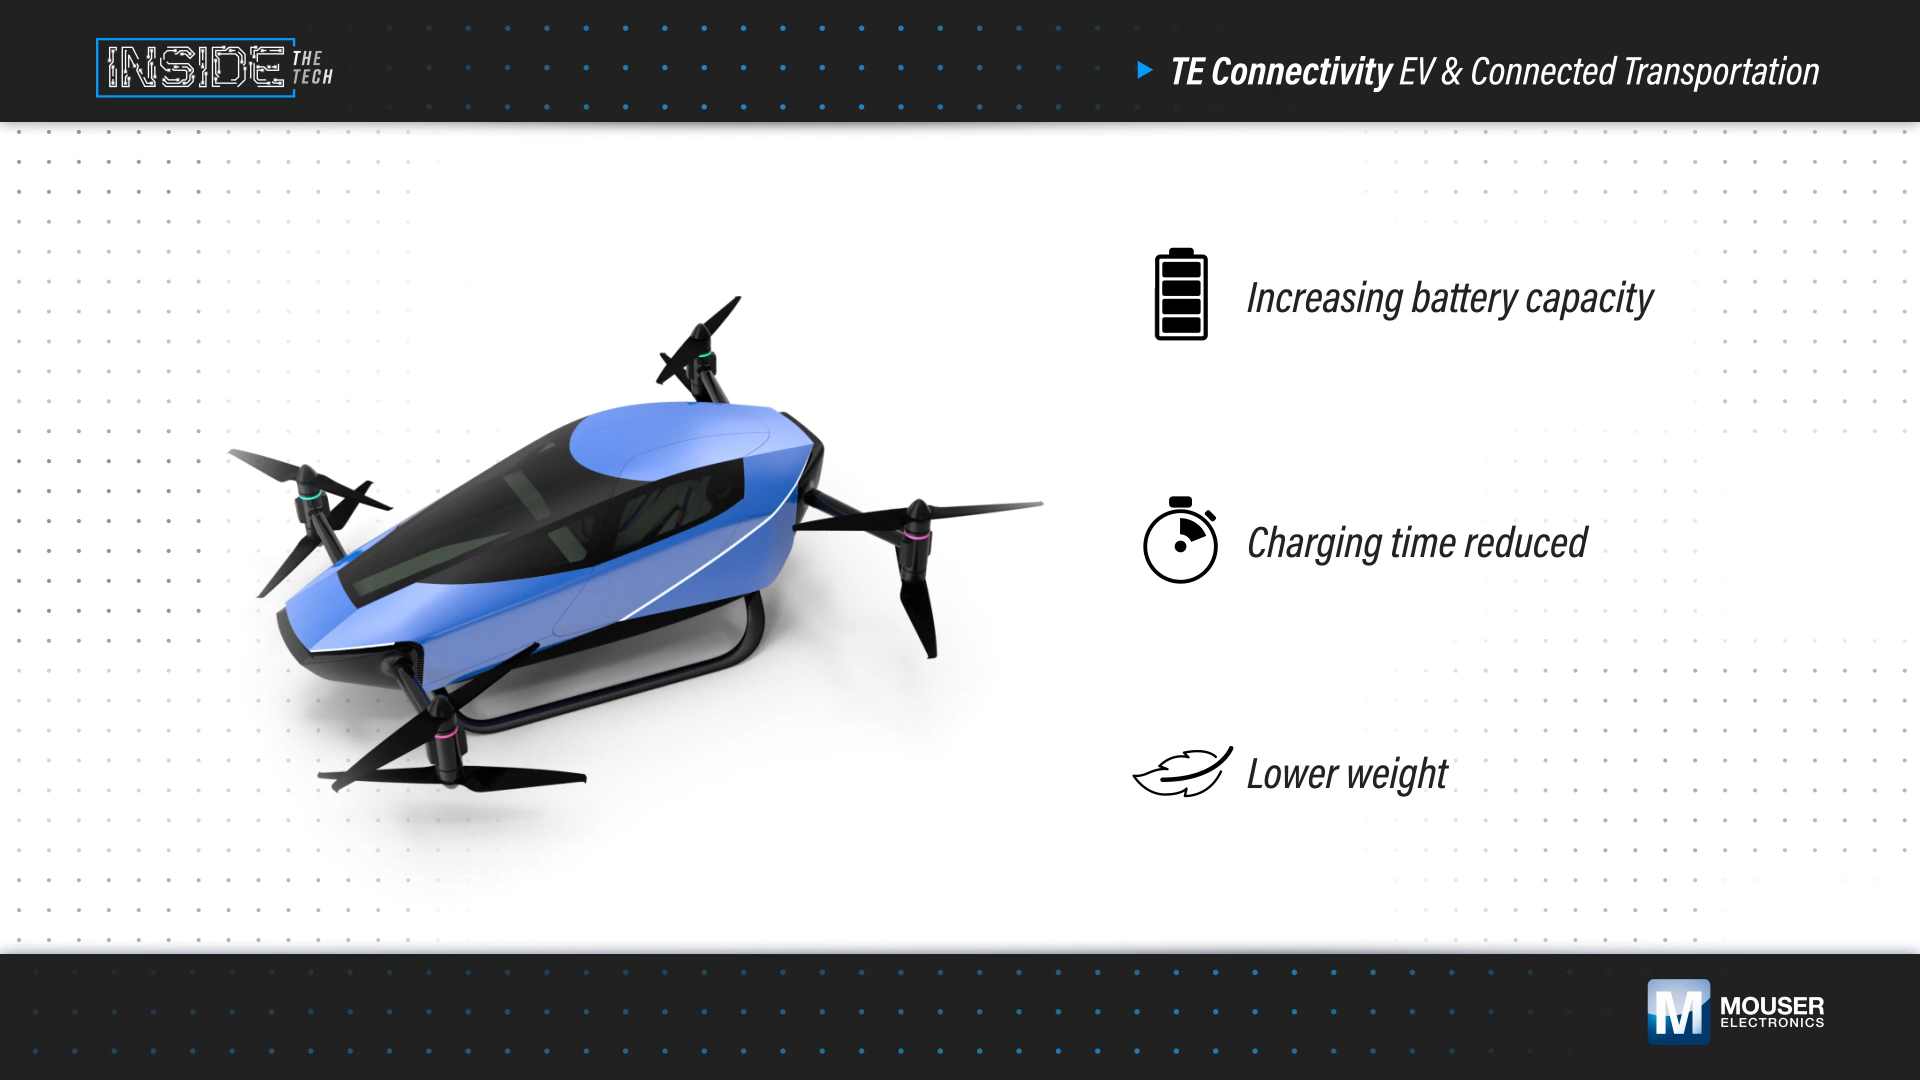 INSIDE
THE
TECH
TE Connectivity EV & Connected Transportation
Increasing battery capacity
Charging time reduced
Lower weight
M
MOUSER
ELECTRONICS